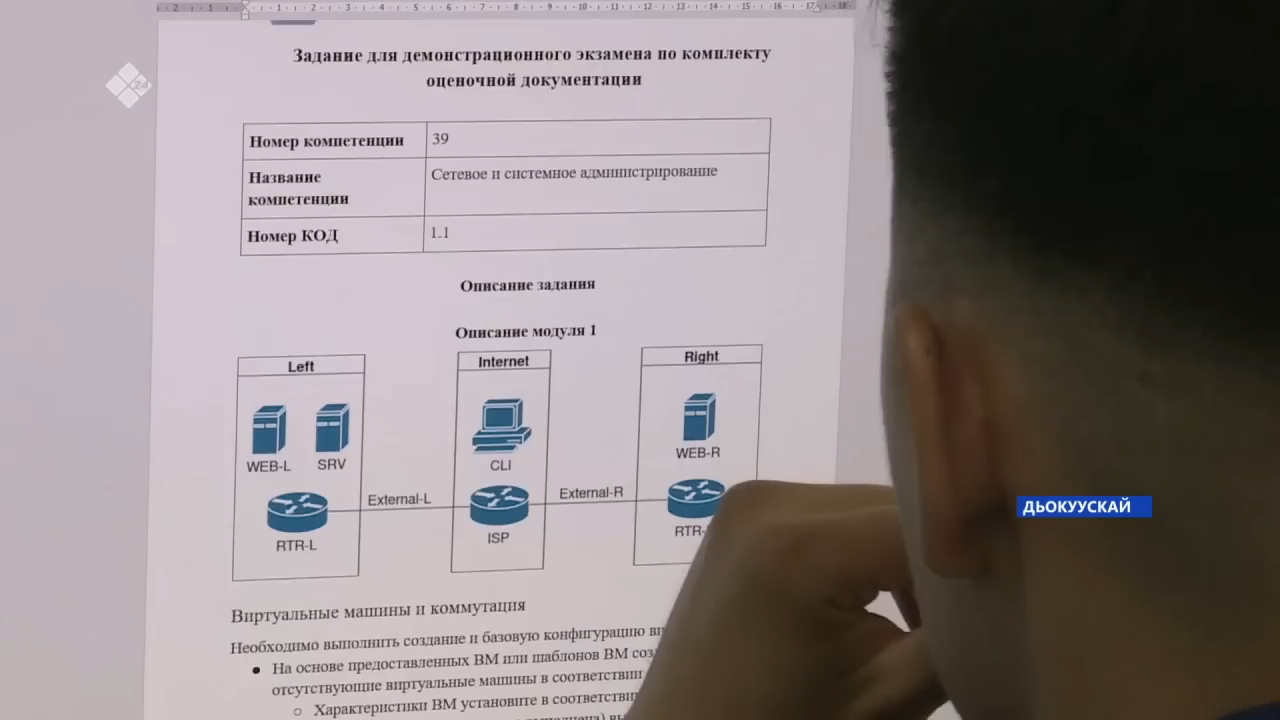 Задание для демонстрационного экзамена по комплекту
оценочной документации
24
Номер компетенции 39
Название Сетевое и системное администрирование
компетенции
Номер КОД 1.1
Описание задания
Описание модуля 1
Left Internet Right
WEB-L SRV CLI WEB-R
External-L External-R
RTR-L ISP
ДЬОКУУСКАЙ
Виртуальные машины и коммутация
Необходимо выполнить создание и базовую конфигурацию
• На основе предоставленных ВМ или шаблонов ВМ
отсутствующие виртуальные машины в соответствии
○ Характеристики ВМ установите в